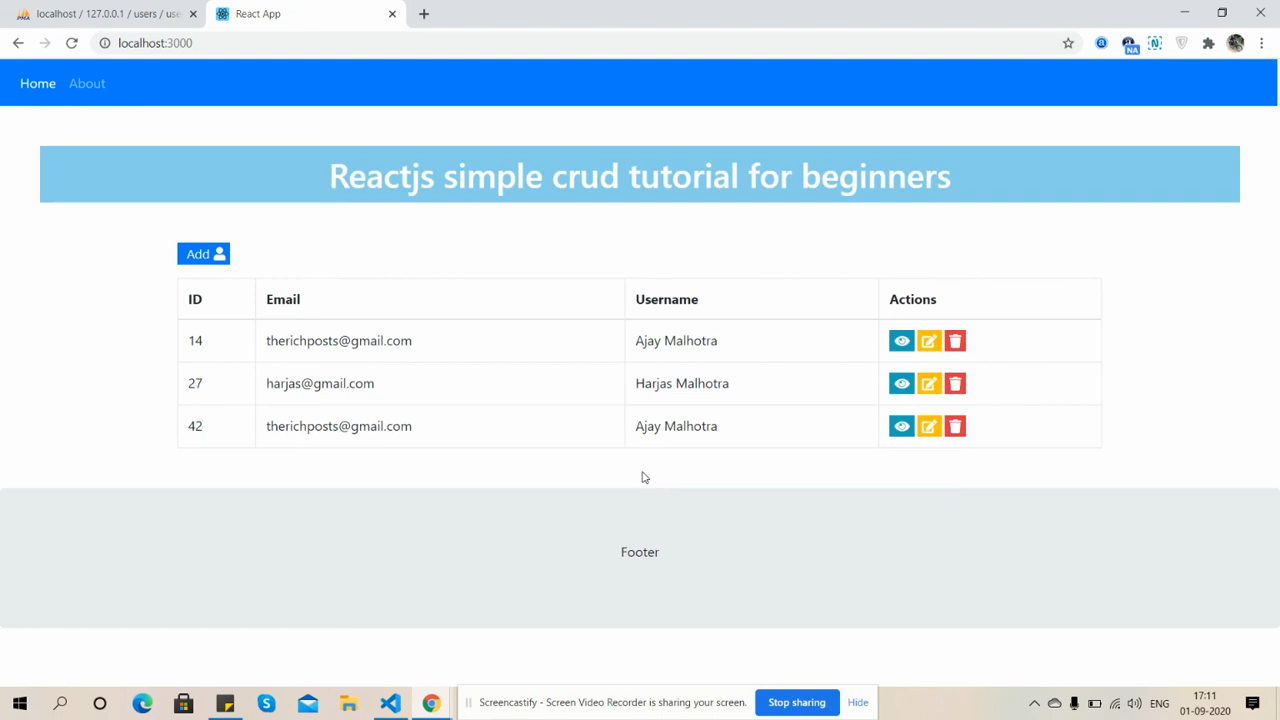 localhost / 127.0.0.1 / users / use
React App
localhost:3000
NA
Home About
Reactjs simple crud tutorial for beginners
Add
ID Email Username Actions
14 therichposts@gmail.com Ajay Malhotra
27 harjas@gmail.com Harjas Malhotra
42 therichposts@gmail.com Ajay Malhotra
Footer
Screencastify - Screen Video Recorder is sharing your screen. Stop sharing Hide
ENG
17:11
01-09-2020